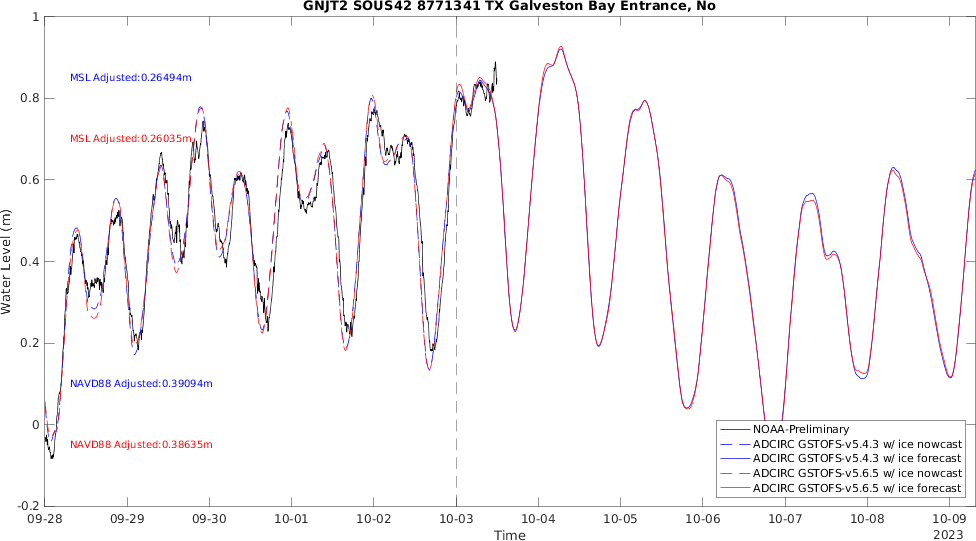 GNJT2 SOUS42 8771341 TX Galveston Bay Entrance, No
1
0.8
0.6
0.4
0.2
0
-0.2
Water Level (m)
MSL Adjusted:0.26494m
MSL Adjusted:0.26035m
NAVD88 Adjusted:0.39094m
NAVD88 Adjusted:0.38635m
NOAA-Preliminary
ADCIRC GSTOFS-v5.4.3 w/ ice nowcast
ADCIRC GSTOFS-v5.4.3 w/ ice forecast
ADCIRC GSTOFS-v5.6.5 w/ ice nowcast
ADCIRC GSTOFS-v5.6.5 w/ ice forecast
09-28 09-29 09-30 10-01 10-02 10-03 10-04 10-05 10-06 10-07 10-08 10-09
Time 2023